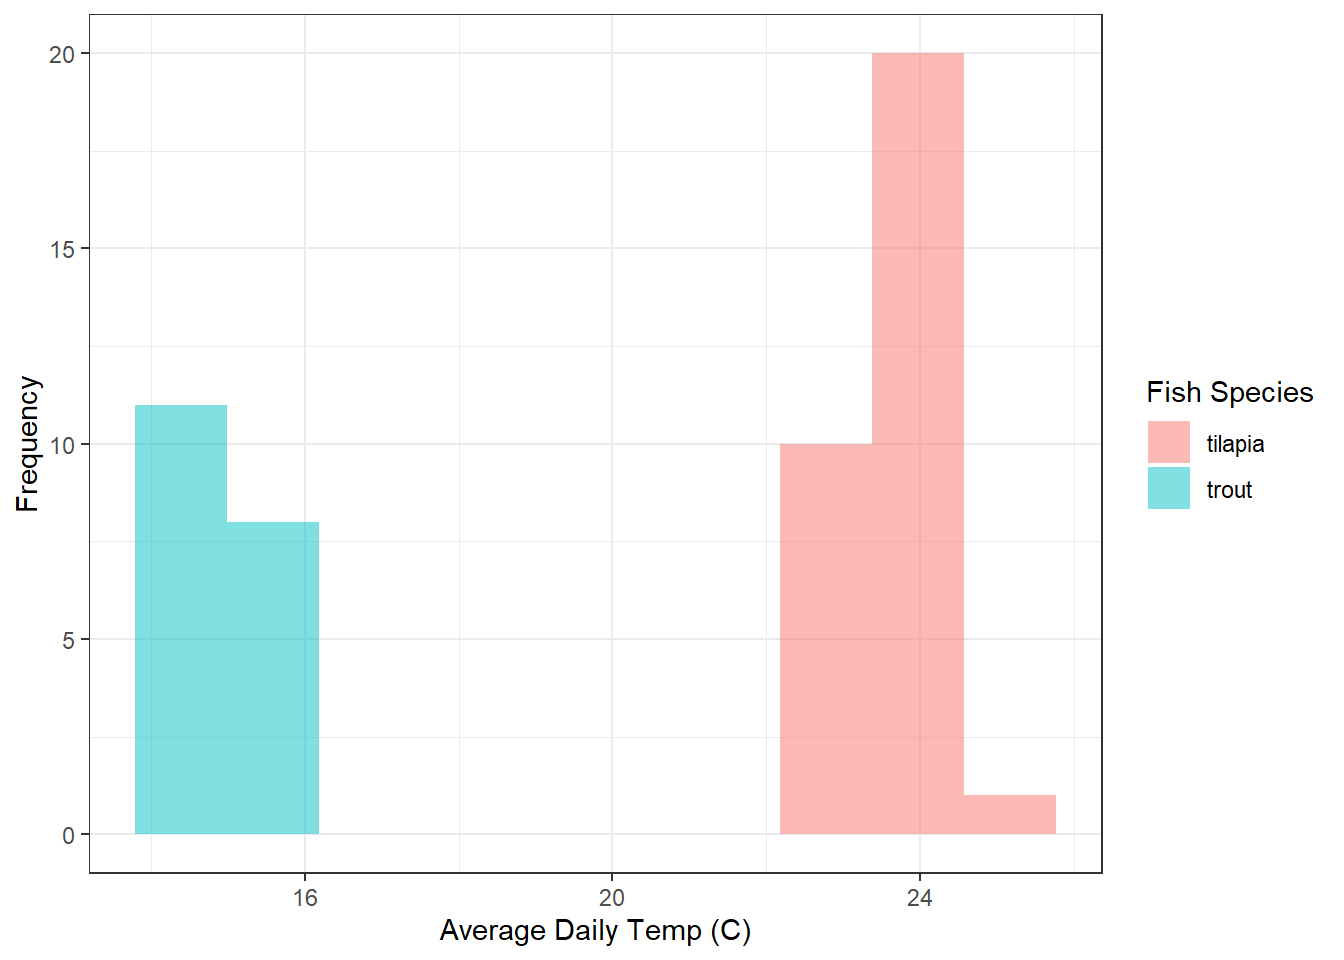 20
15
10
5
0
Frequency
16 20 24
Average Daily Temp (C)
Fish Species
tilapia
trout